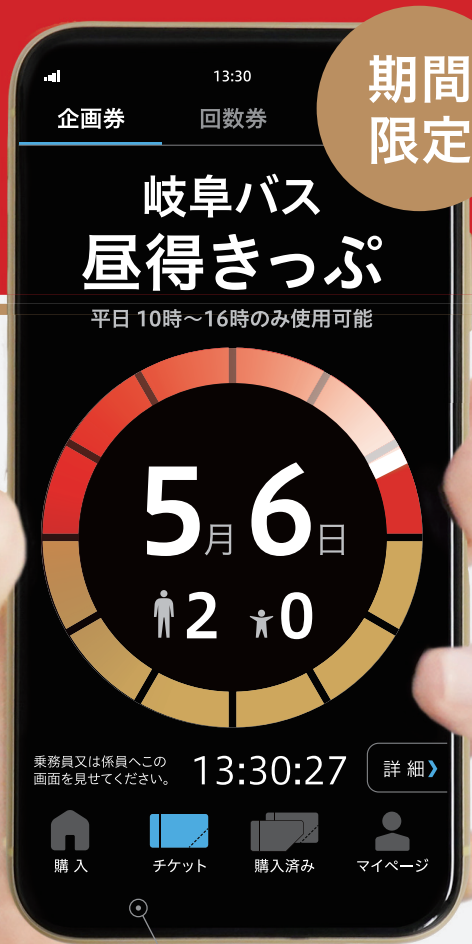 期間
限定
13:30
企画券
回数券
岐阜バス
昼得きっぷ
平日 10時～16時のみ使用可能
5月6日
2 0
乗務員又は係員へこの
画面を見せてください。
13:30:27
詳細❯
購入
チケット
購入済み
マイページ